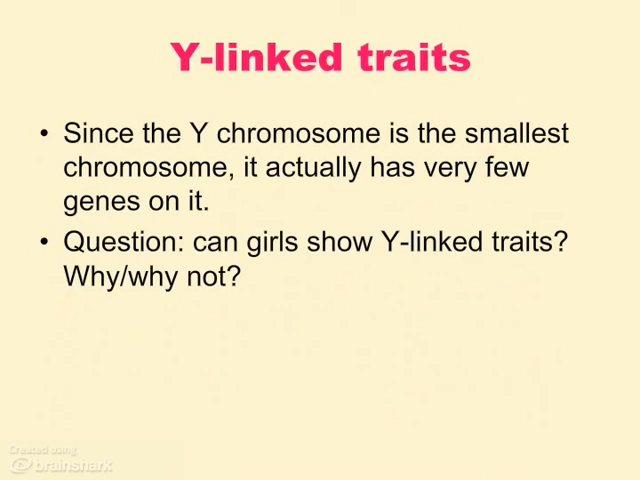 Y-linked traits
• Since the Y chromosome is the smallest
chromosome, it actually has very few
genes on it.
• Question: can girls show Y-linked traits?
Why/why not?
Created using
brainshark